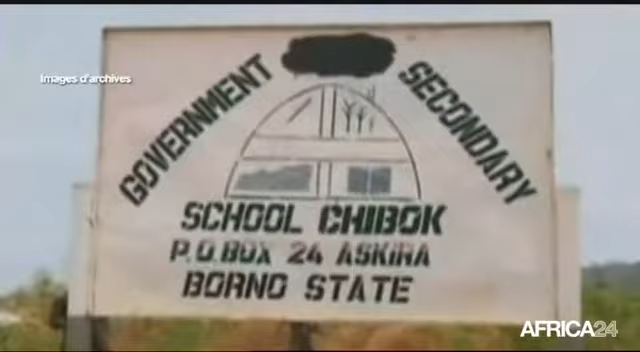 Images d'archives
GOVERNMENT SECONDARY
SCHOOL CHIBOK
P.O.BOX 24 ASKIRA
BORNO STATE
AFRICA24